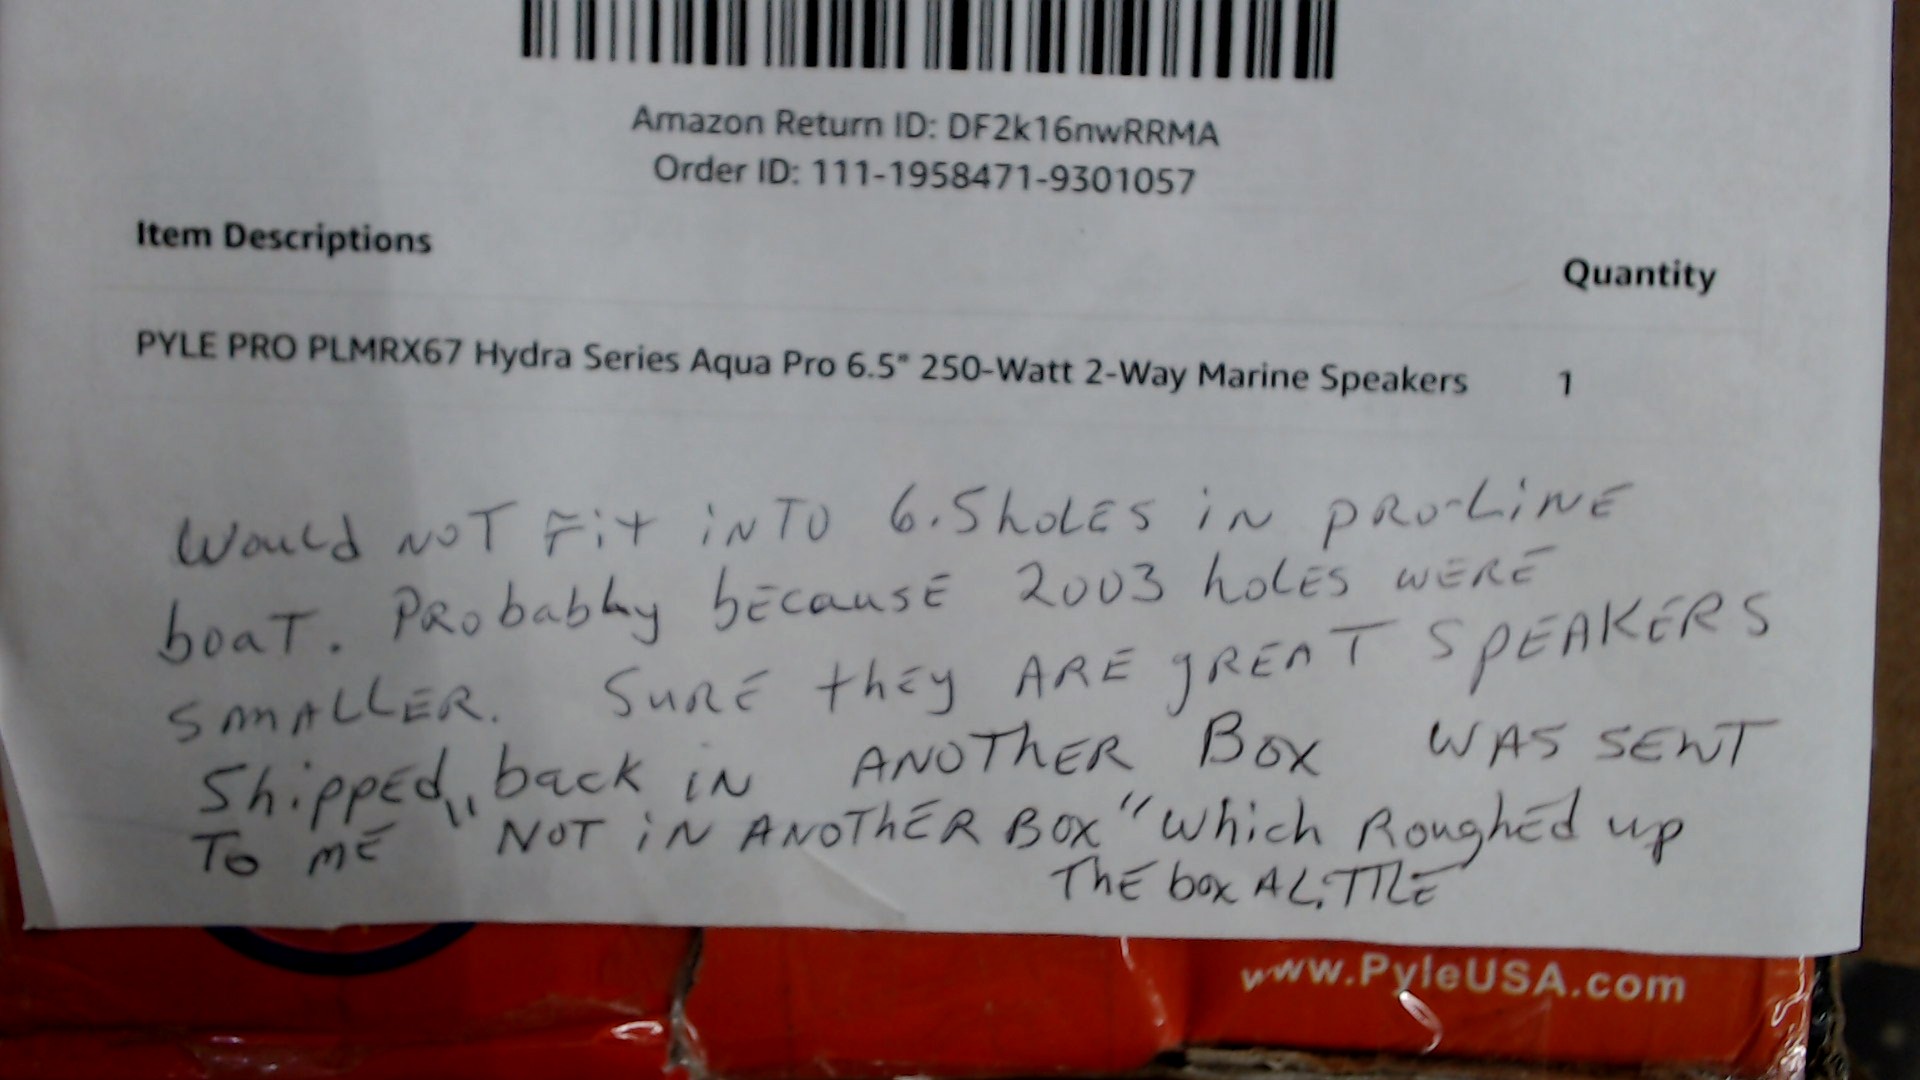 Amazon Return ID: DF2k16nwRRMA
Order ID: 111-1958471-9301057
Item Descriptions
Quantity
PYLE PRO PLMRX67 Hydra Series Aqua Pro 6.5" 250-Watt 2-Way Marine Speakers 1
Would NOT Fit iNTO 6.5 holES iN PRO-LiNE
boaT. PRobably bEcausE 2003 holES wERE
SmALLER. SuRE thEy ARE gREAT SPEAKERS
ShippEd back iN ANOThER Box WAS SENT
To mE "NOT iN ANOThER Box" which RoughEd up
ThE box A LiTTlE
www.PyleUSA.com